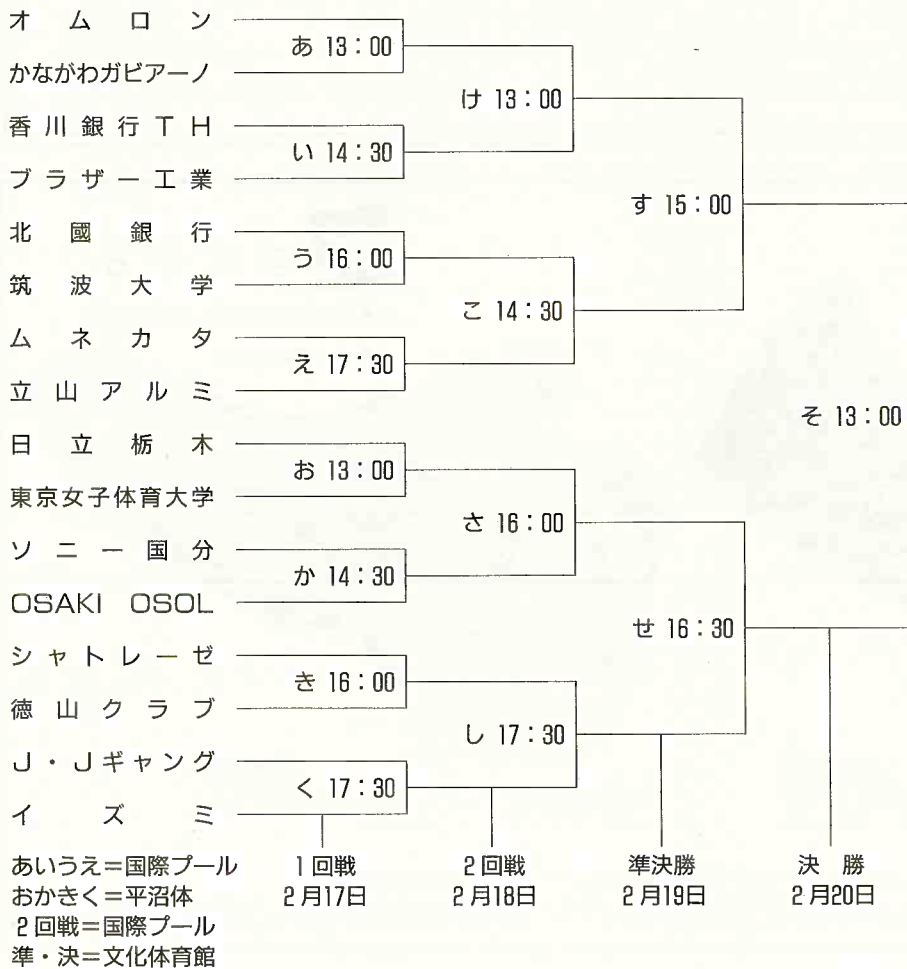 オムロン
あ 13：00
かながわガビアーノ
け 13：00
香川銀行TH
い 14：30
ブラザー工業
す 15：00
北國銀行
う 16：00
筑波大学
こ 14：30
ムネカタ
え 17：30
立山アルミ
そ 13：00
日立栃木
お 13：00
東京女子体育大学
さ 16：00
ソニー国分
か 14：30
OSAKI OSOL
せ 16：30
シャトレーゼ
き 16：00
徳山クラブ
し 17：30
J・Jギャング
く 17：30
イズミ
あいうえ＝国際プール
おかきく＝平沼体
2回戦＝国際プール
準・決＝文化体育館
1回戦
2月17日
2回戦
2月18日
準決勝
2月19日
決勝
2月20日